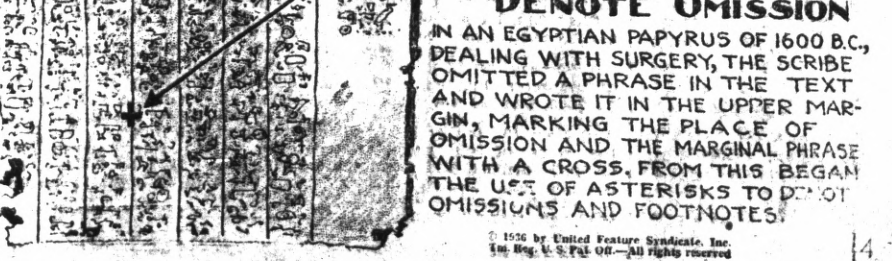 DENOTE OMISSION
IN AN EGYPTIAN PAPYRUS OF 1600 B.C.,
DEALING WITH SURGERY, THE SCRIBE
OMITTED A PHRASE IN THE TEXT
AND WROTE IT IN THE UPPER MAR-
GIN, MARKING THE PLACE OF
OMISSION AND THE MARGINAL PHRASE
WITH A CROSS. FROM THIS BEGAN
THE USE OF ASTERISKS TO
OMISSIONS AND FOOTNOTES.
© 1936 by United Feature Syndicate, Inc.
Tm. Reg. U. S. Pat. Off.—All rights reserved